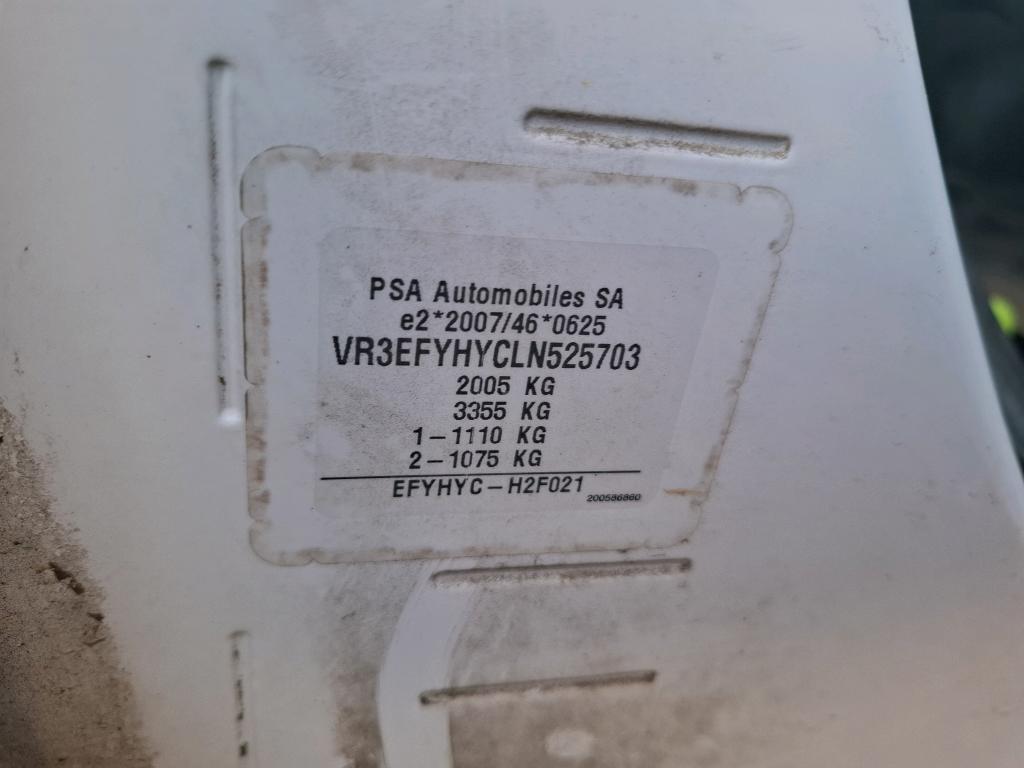 PSA Automobiles SA
e2*2007/46*0625
VR3EFYHYCLN525703
2005 KG
3355 KG
1-1110 KG
2-1075 KG
EFYHYC-H2F021
200586860